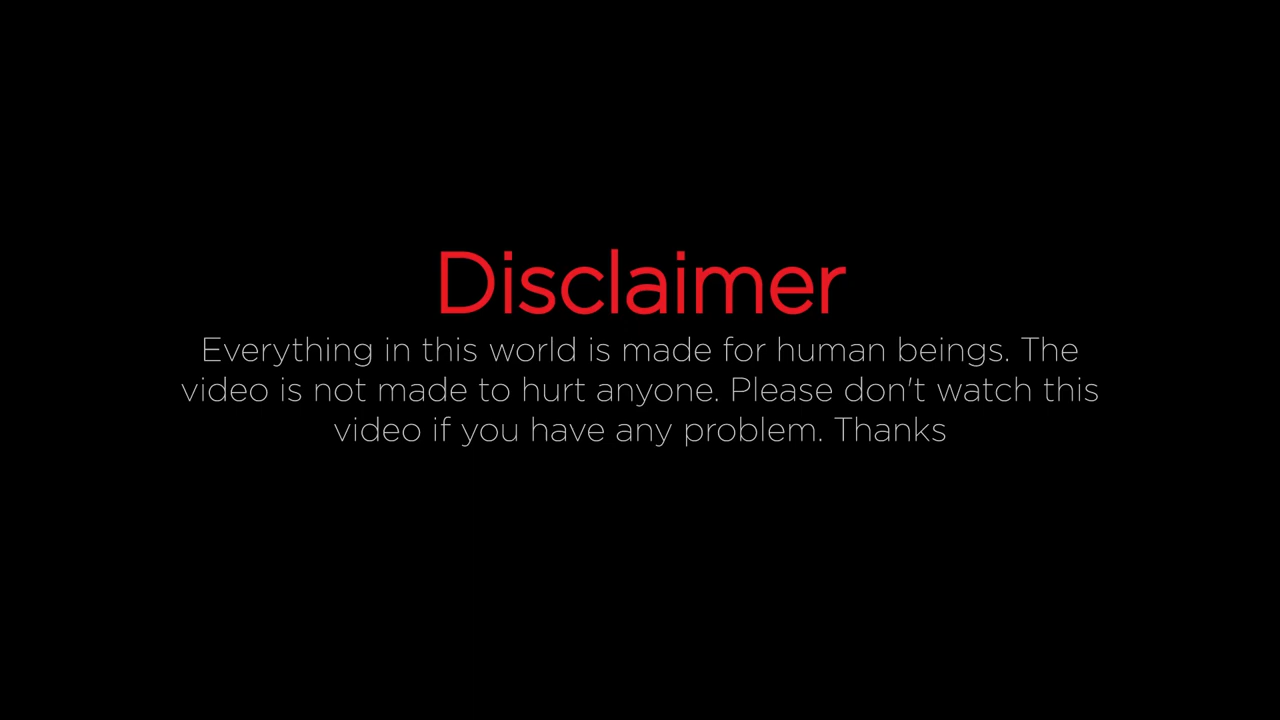 Disclaimer
Everything in this world is made for human beings. The
video is not made to hurt anyone. Please don't watch this
video if you have any problem. Thanks